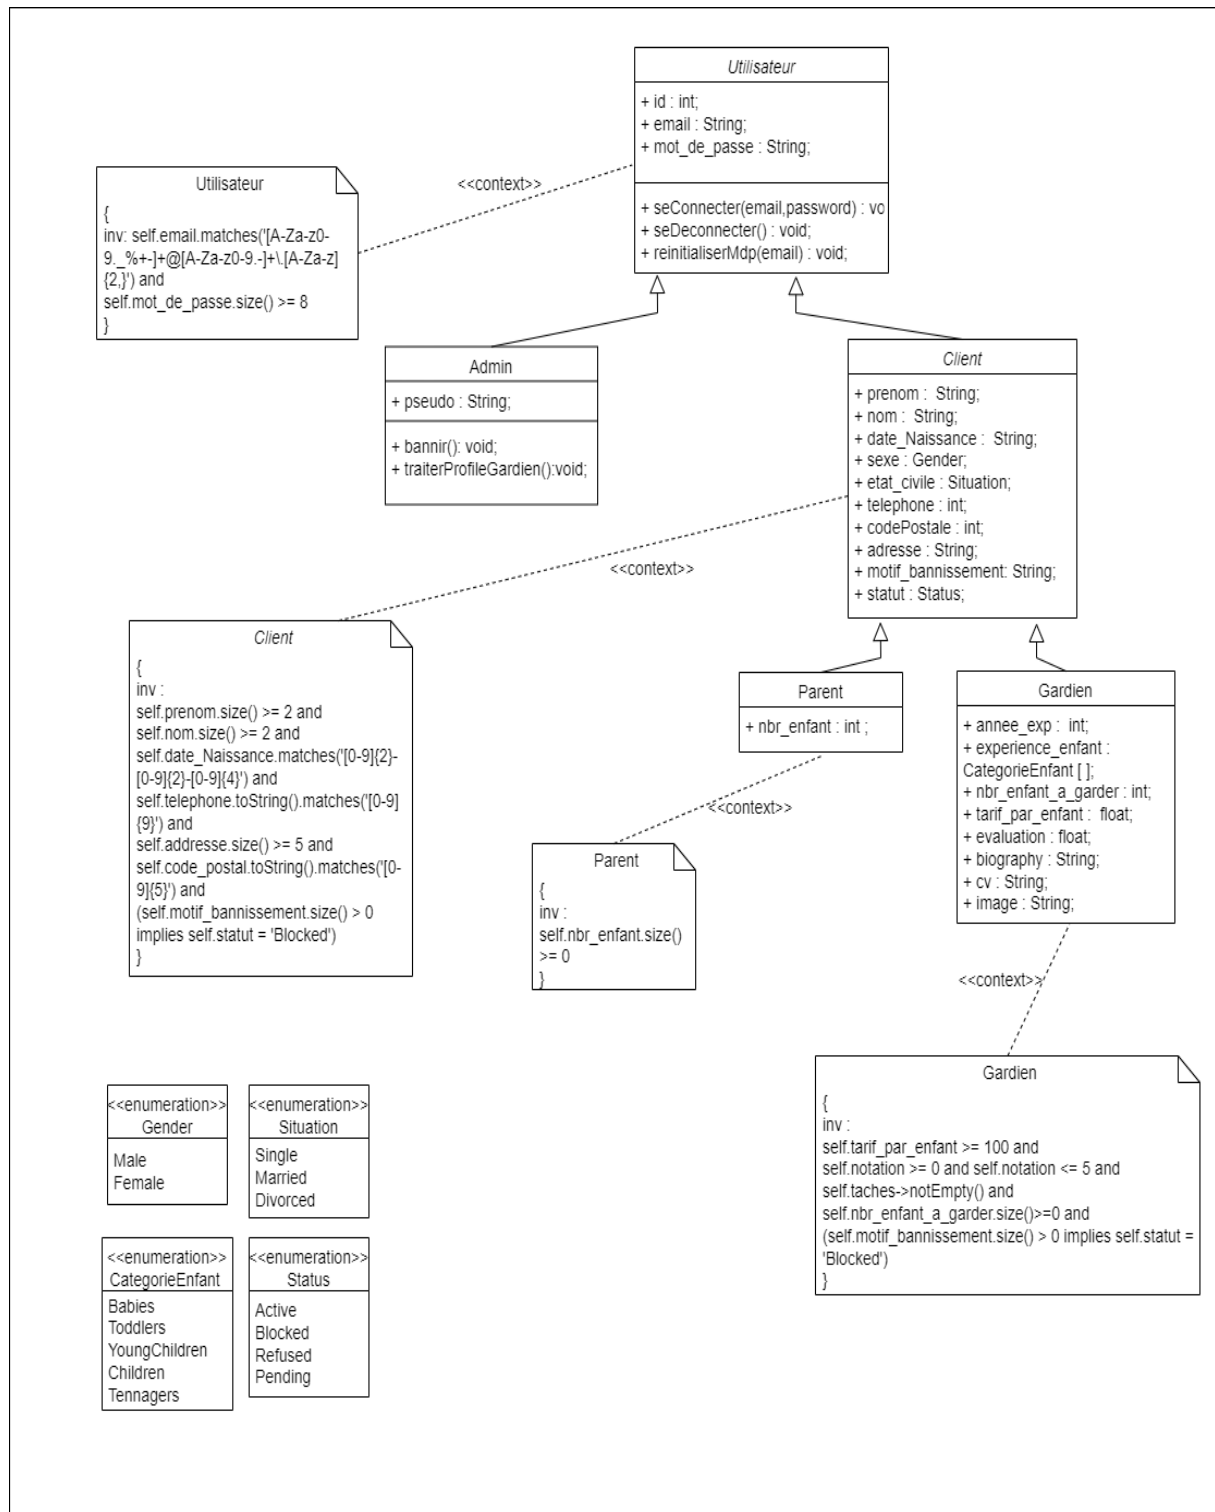 Utilisateur
+ id : int;
+ email : String;
+ mot_de_passe : String;
+ seConnecter(email,password) : vo
+ seDeconnecter() : void;
+ reinitialiserMdp(email) : void;
<<context>>
Utilisateur
{
inv: self.email.matches('[A-Za-z0-
9._%+-]+@[A-Za-z0-9.-]+\.[A-Za-z]
{2,}') and
self.mot_de_passe.size() >= 8
}
Admin
+ pseudo : String;
+ bannir(): void;
+ traiterProfileGardien():void;
Client
+ prenom :  String;
+ nom :  String;
+ date_Naissance :  String;
+ sexe : Gender;
+ etat_civile : Situation;
+ telephone : int;
+ codePostale : int;
+ adresse : String;
+ motif_bannissement: String;
+ statut : Status;
<<context>>
Client
{
inv :
self.prenom.size() >= 2 and
self.nom.size() >= 2 and
self.date_Naissance.matches('[0-9]{2}-
[0-9]{2}-[0-9]{4}') and
self.telephone.toString().matches('[0-9]
{9}') and
self.addresse.size() >= 5 and
self.code_postal.toString().matches('[0-
9]{5}') and
(self.motif_bannissement.size() > 0
implies self.statut = 'Blocked')
}
Parent
+ nbr_enfant : int ;
<<context>>
Parent
{
inv :
self.nbr_enfant.size()
>= 0
}
Gardien
+ annee_exp :  int;
+ experience_enfant :
CategorieEnfant [ ];
+ nbr_enfant_a_garder : int;
+ tarif_par_enfant :  float;
+ evaluation : float;
+ biography : String;
+ cv : String;
+ image : String;
<<context>>
Gardien
{
inv :
self.tarif_par_enfant >= 100 and
self.notation >= 0 and self.notation <= 5 and
self.taches->notEmpty() and
self.nbr_enfant_a_garder.size()>=0 and
(self.motif_bannissement.size() > 0 implies self.statut =
'Blocked')
}
<<enumeration>>
Gender
Male
Female
<<enumeration>>
Situation
Single
Married
Divorced
<<enumeration>>
CategorieEnfant
Babies
Toddlers
YoungChildren
Children
Tennagers
<<enumeration>>
Status
Active
Blocked
Refused
Pending